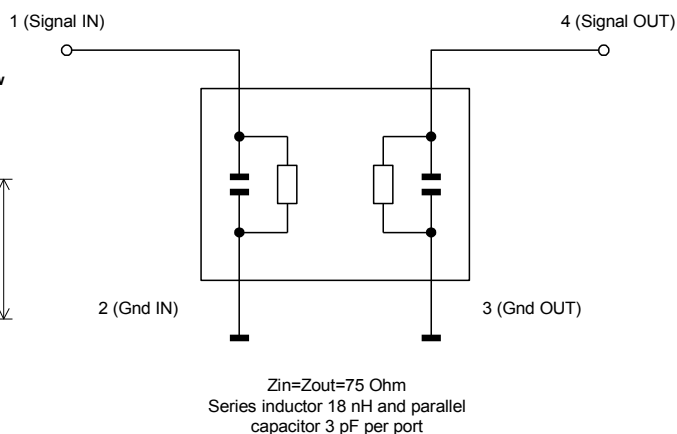 1 (Signal IN)
4 (Signal OUT)
2 (Gnd IN)
3 (Gnd OUT)
Zin=Zout=75 Ohm
Series inductor 18 nH and parallel
capacitor 3 pF per port